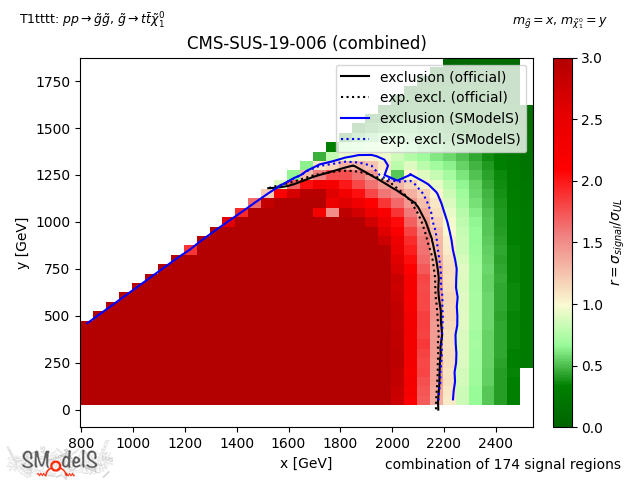 T1tttt: pp → g̃g̃, g̃ → tt̄χ̃₁⁰
m_g̃ = x, m_χ̃₁⁰ = y
CMS-SUS-19-006 (combined)
exclusion (official)
exp. excl. (official)
exclusion (SModelS)
exp. excl. (SModelS)
y [GeV]
1750
1500
1250
1000
750
500
250
0
800
1000
1200
1400
1600
1800
2000
2200
2400
x [GeV]
3.0
2.5
2.0
1.5
1.0
0.5
0.0
r = σ_signal/σ_UL
SModelS
combination of 174 signal regions